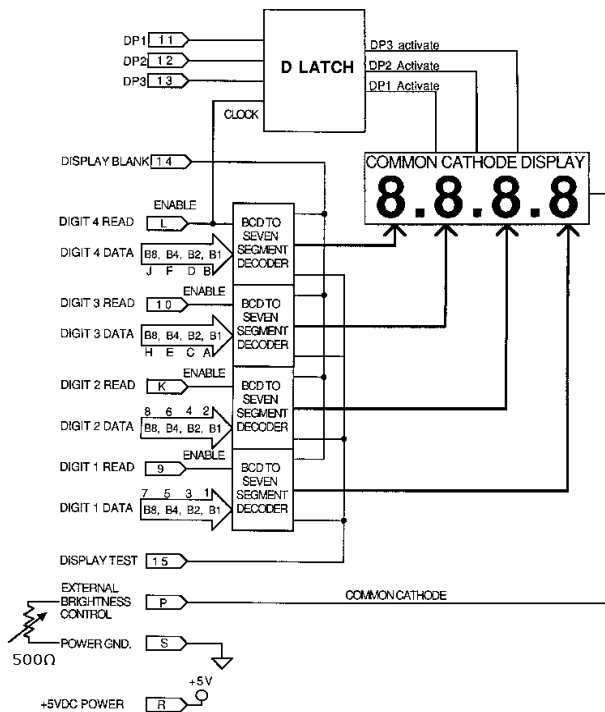 DP1 11
DP2 12
DP3 13
D LATCH
CLOCK
DP3 activate
DP2 Activate
DP1 Activate
DISPLAY BLANK 14
COMMON CATHODE DISPLAY
8.8.8.8
ENABLE
DIGIT 4 READ L
DIGIT 4 DATA B8, B4, B2, B1
J F D B
BCD TO
SEVEN
SEGMENT
DECODER
ENABLE
DIGIT 3 READ 10
DIGIT 3 DATA B8, B4, B2, B1
H E C A
BCD TO
SEVEN
SEGMENT
DECODER
ENABLE
DIGIT 2 READ K
8 6 4 2
DIGIT 2 DATA B8, B4, B2, B1
BCD TO
SEVEN
SEGMENT
DECODER
ENABLE
DIGIT 1 READ 9
7 5 3 1
DIGIT 1 DATA B8, B4, B2, B1
BCD TO
SEVEN
SEGMENT
DECODER
DISPLAY TEST 15
EXTERNAL
BRIGHTNESS
CONTROL
P
COMMON CATHODE
POWER GND. S
500Ω
+5V
+5VDC POWER R